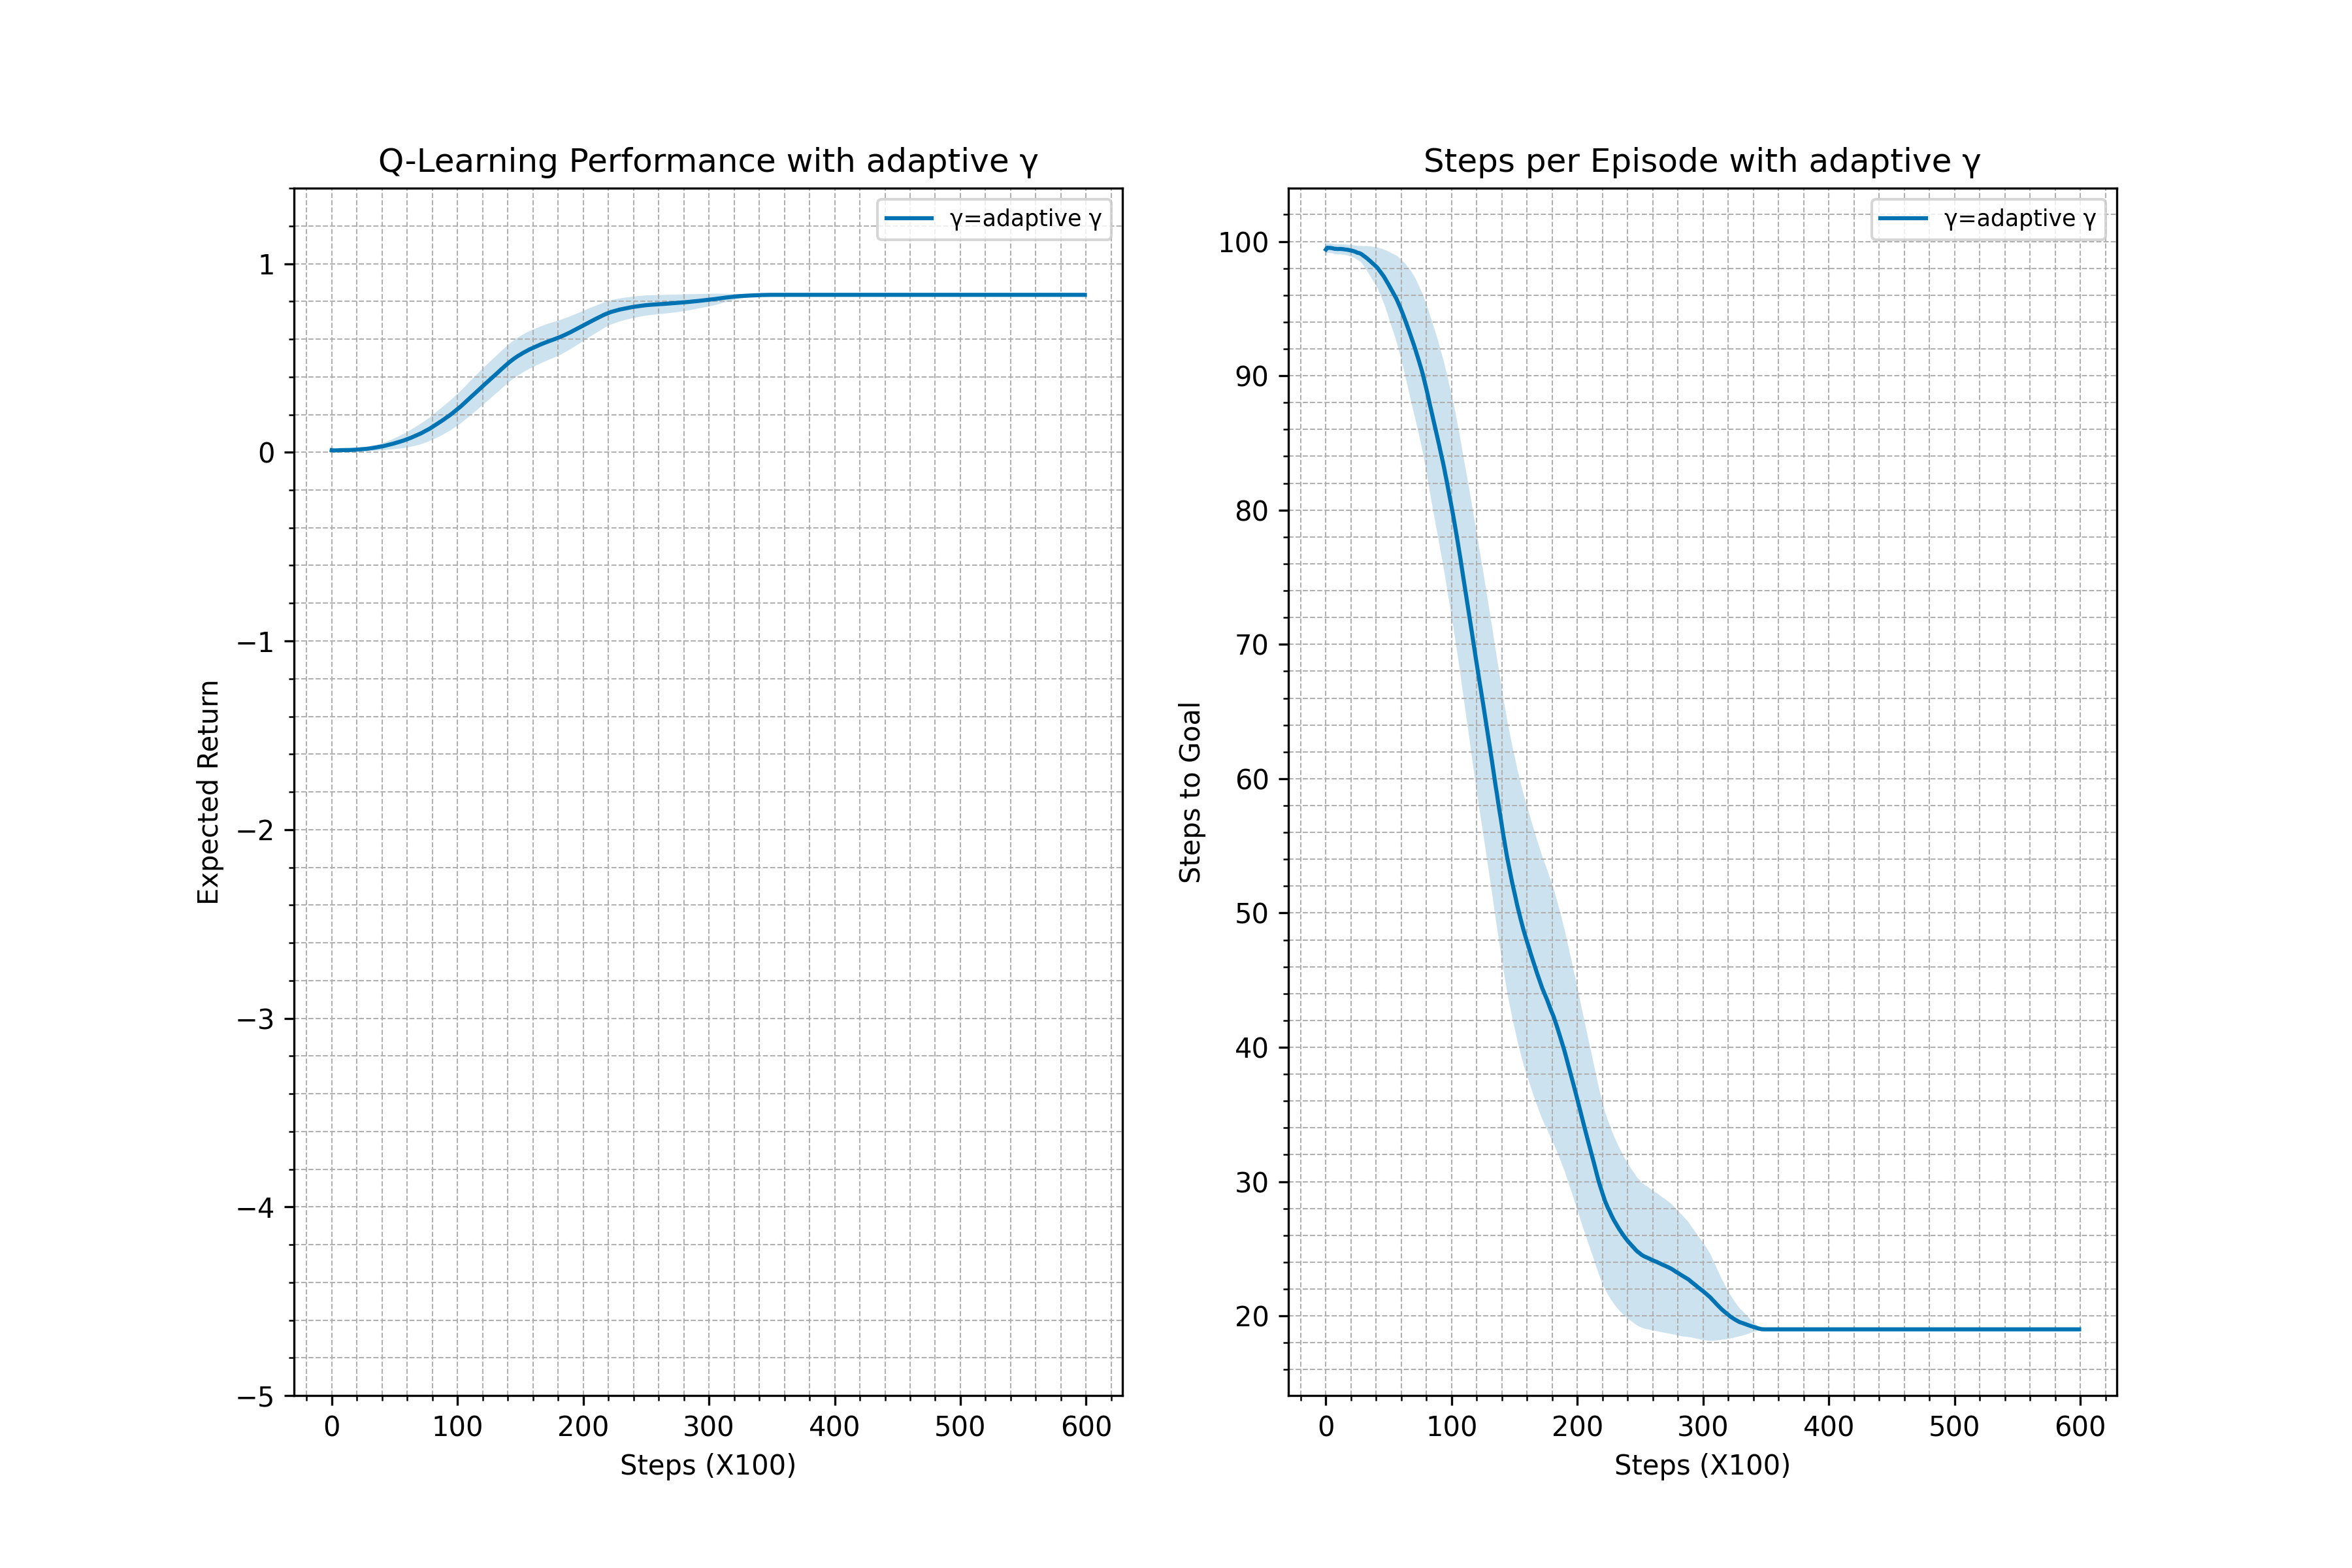 Q-Learning Performance with adaptive γ
γ=adaptive γ
1
0
−1
−2
−3
−4
−5
Expected Return
0 100 200 300 400 500 600
Steps (X100)
Steps per Episode with adaptive γ
γ=adaptive γ
100
90
80
70
60
50
40
30
20
Steps to Goal
0 100 200 300 400 500 600
Steps (X100)